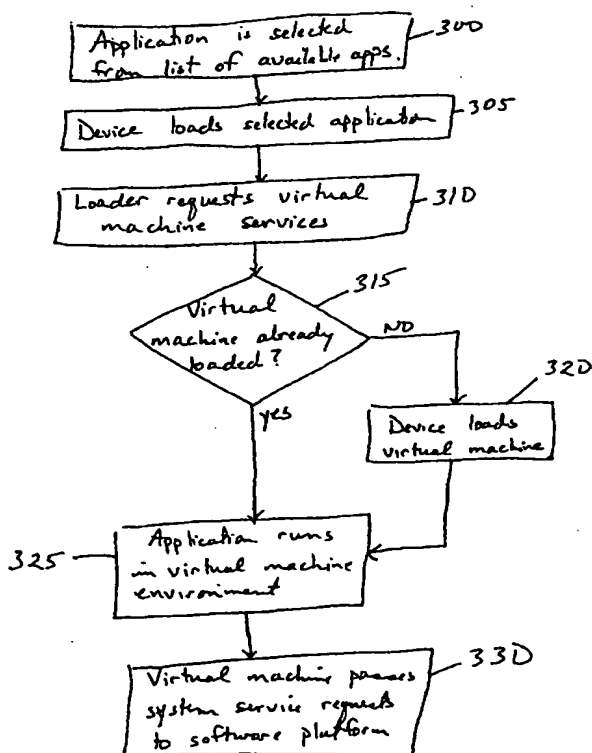 Application is
from list of available apps.
300
Device loads selected application
305
Loader requests virtual
machine services
310
Virtual
machine already
loaded?
315
NO
yes
320
Device loads
virtual machine
325
Application runs
in virtual machine
environment
Virtual machine passes
system service requests
to software platform
330